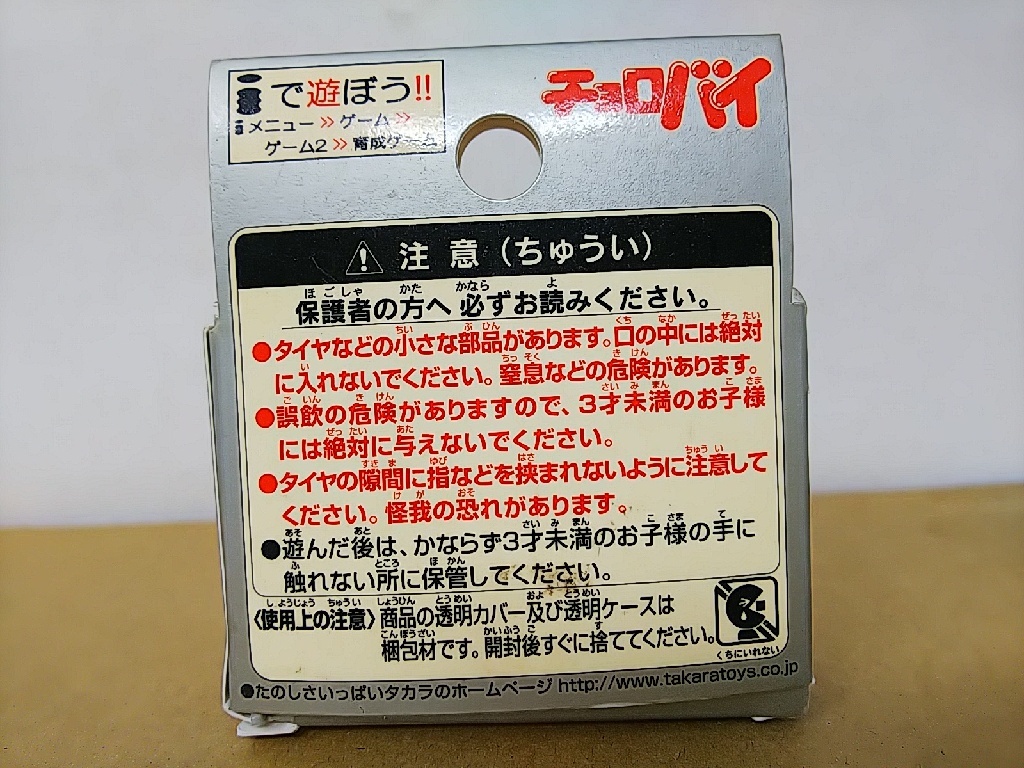 で遊ぼう!!
メニュー»ゲーム»
ゲーム2»育成ゲーム
チョロバイ
注意(ちゅうい)
保護者の方へ必ずお読みください。
●タイヤなどの小さな部品があります。口の中には絶対
に入れないでください。窒息などの危険があります。
●誤飲の危険がありますので、3才未満のお子様
には絶対に与えないでください。
●タイヤの隙間に指などを挟まれないように注意して
ください。怪我の恐れがあります。
●遊んだ後は、かならず3才未満のお子様の手に
触れない所に保管してください。
〈使用上の注意〉商品の透明カバー及び透明ケースは
梱包材です。開封後すぐに捨ててください。
くちにいれない
●たのしさいっぱいタカラのホームページ http://www.takaratoys.co.jp